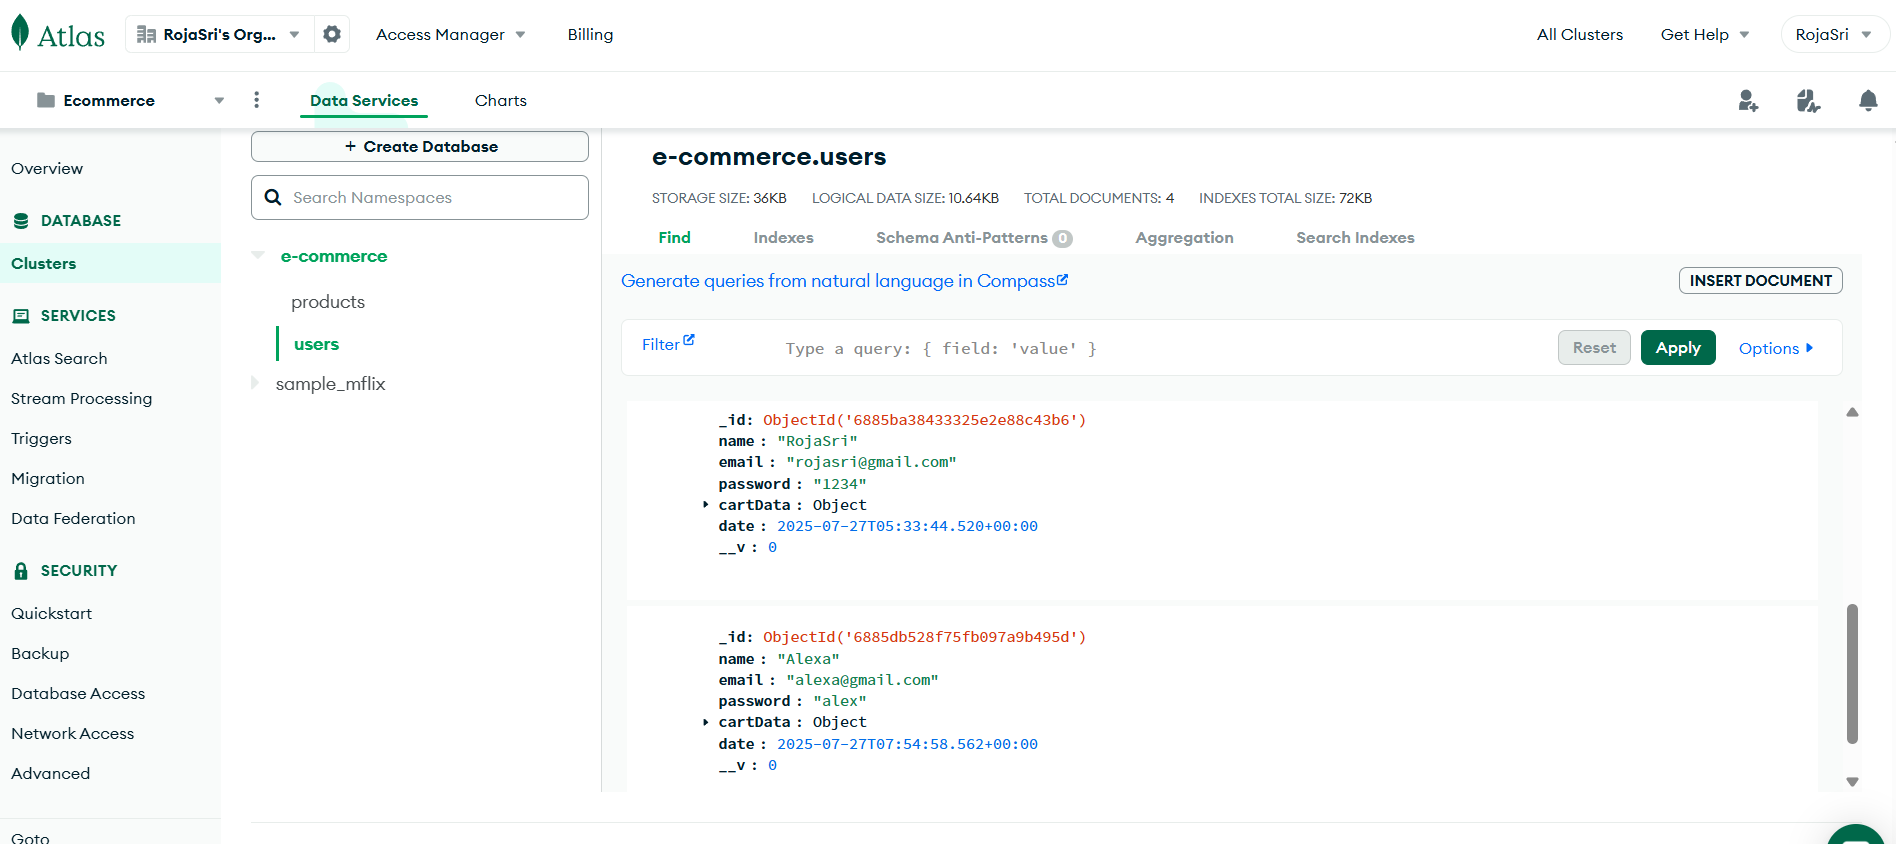 Atlas
RojaSri's Org...
Access Manager
Billing
All Clusters
Get Help
RojaSri
Ecommerce
Data Services
Charts
Overview
DATABASE
Clusters
SERVICES
Atlas Search
Stream Processing
Triggers
Migration
Data Federation
SECURITY
Quickstart
Backup
Database Access
Network Access
Advanced
Goto
+ Create Database
Search Namespaces
e-commerce
products
users
sample_mflix
e-commerce.users
STORAGE SIZE: 36KB LOGICAL DATA SIZE: 10.64KB TOTAL DOCUMENTS: 4 INDEXES TOTAL SIZE: 72KB
Find Indexes Schema Anti-Patterns 0 Aggregation Search Indexes
Generate queries from natural language in Compass
INSERT DOCUMENT
Filter
Type a query: { field: 'value' }
Reset
Apply
Options
_id: ObjectId('6885ba38433325e2e88c43b6')
name : "RojaSri"
email : "rojasri@gmail.com"
password : "1234"
cartData : Object
date : 2025-07-27T05:33:44.520+00:00
__v : 0
_id: ObjectId('6885db528f75fb097a9b495d')
name : "Alexa"
email : "alexa@gmail.com"
password : "alex"
cartData : Object
date : 2025-07-27T07:54:58.562+00:00
__v : 0